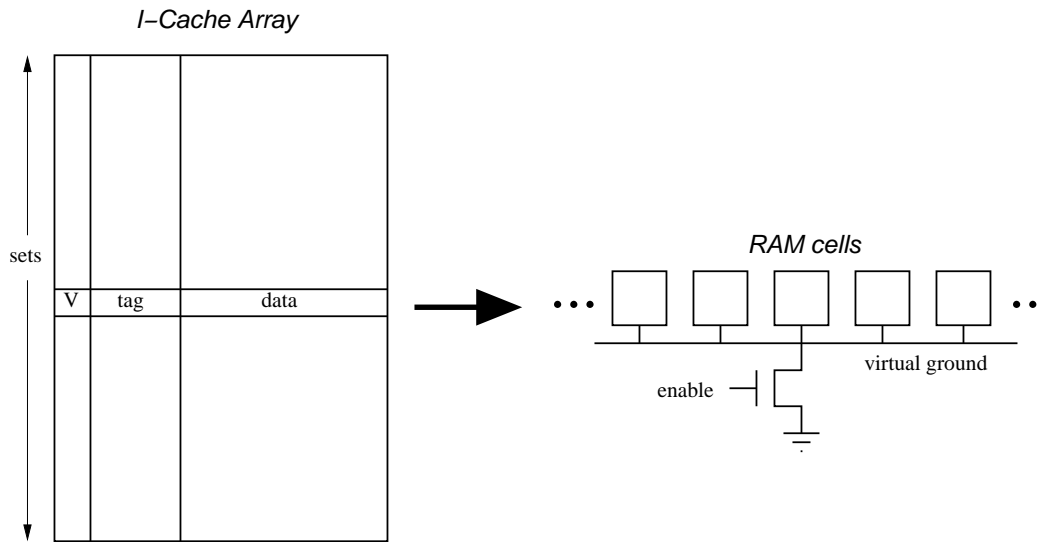 I–Cache Array
sets
V tag data
RAM cells
virtual ground
enable